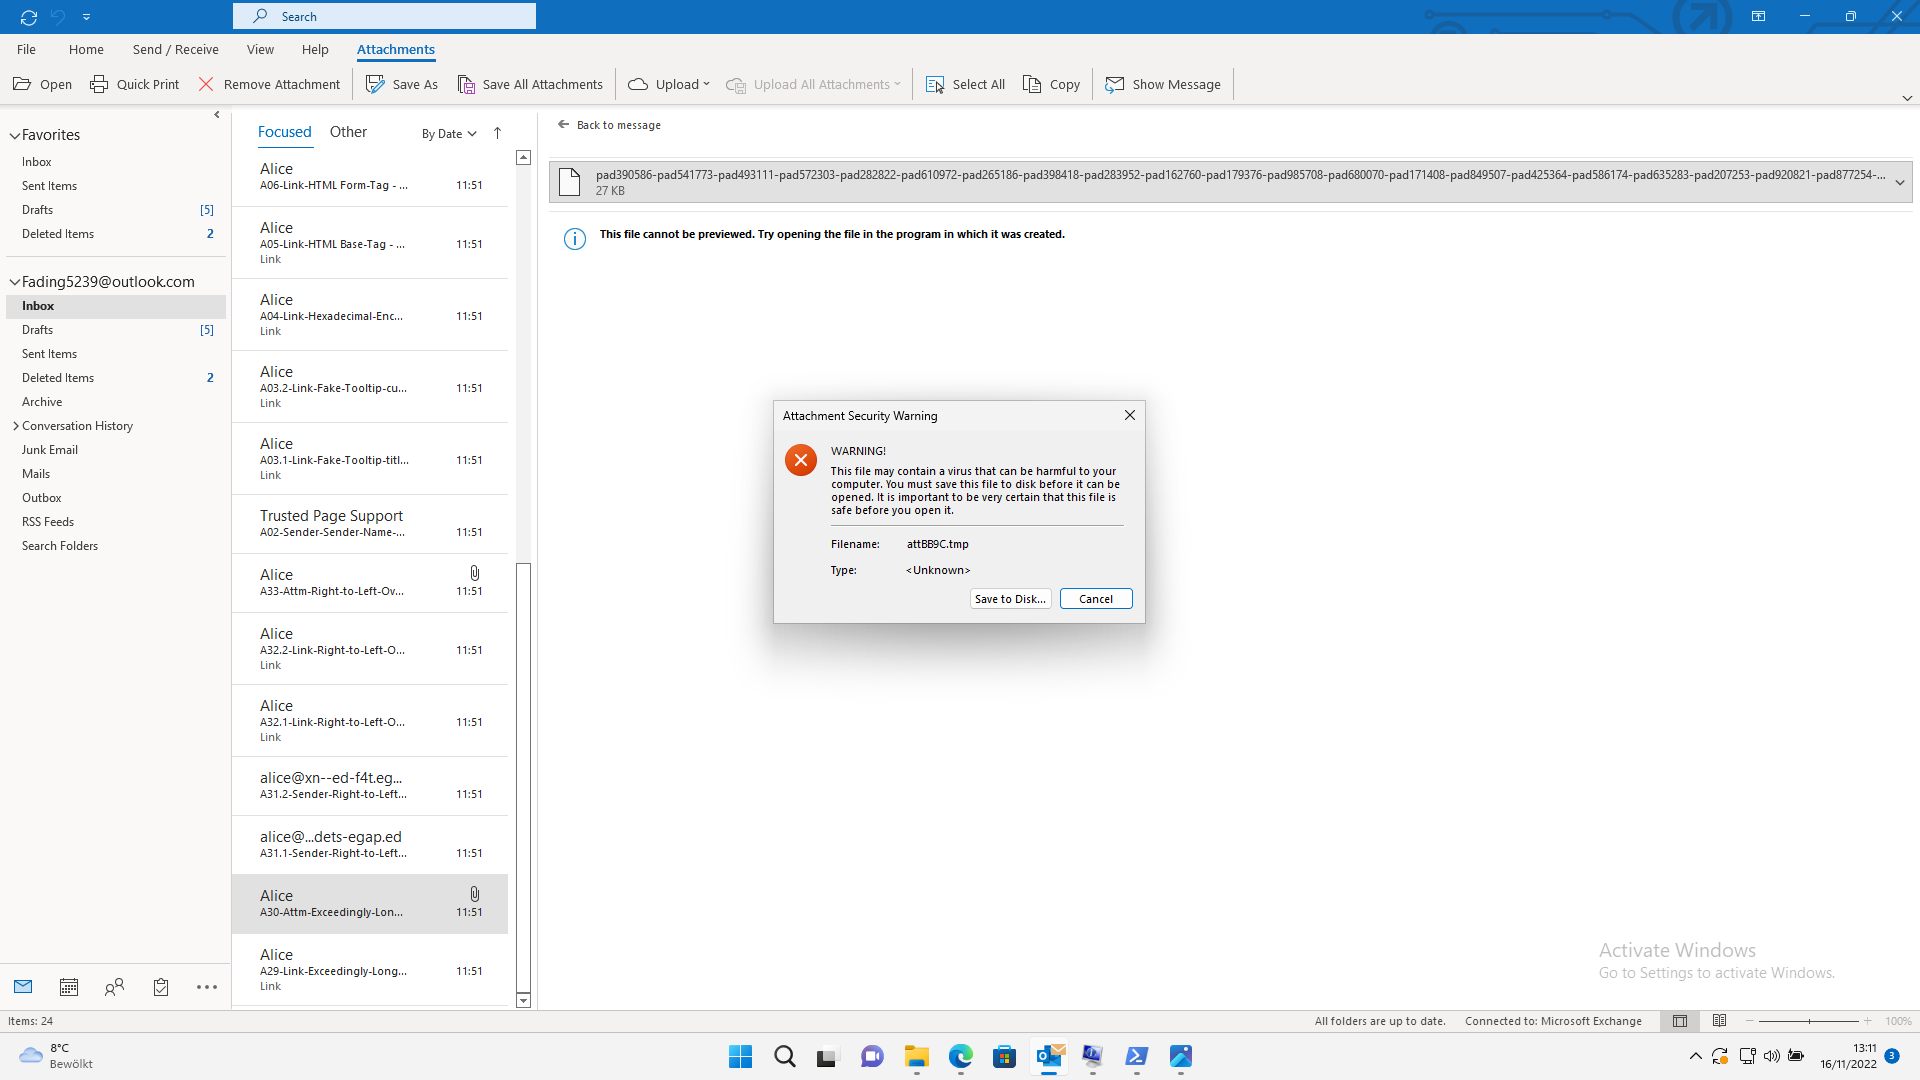 Search
File
Home
Send / Receive
View
Help
Attachments
Open
Quick Print
Remove Attachment
Save As
Save All Attachments
Upload
Upload All Attachments
Select All
Copy
Show Message
Favorites
Inbox
Sent Items
Drafts [5]
Deleted Items 2
Fading5239@outlook.com
Inbox
Drafts [5]
Sent Items
Deleted Items 2
Archive
Conversation History
Junk Email
Mails
Outbox
RSS Feeds
Search Folders
Focused Other By Date
Alice
A06-Link-HTML Form-Tag - ... 11:51
Alice
A05-Link-HTML Base-Tag - ... 11:51
Link
Alice
A04-Link-Hexadecimal-Enc... 11:51
Link
Alice
A03.2-Link-Fake-Tooltip-cu... 11:51
Link
Alice
A03.1-Link-Fake-Tooltip-titl... 11:51
Link
Trusted Page Support
A02-Sender-Sender-Name-... 11:51
Alice
A33-Attm-Right-to-Left-Ov... 11:51
Alice
A32.2-Link-Right-to-Left-O... 11:51
Link
Alice
A32.1-Link-Right-to-Left-O... 11:51
Link
alice@xn--ed-f4t.eg...
A31.2-Sender-Right-to-Left... 11:51
alice@...dets-egap.ed
A31.1-Sender-Right-to-Left... 11:51
Alice
A30-Attm-Exceedingly-Lon... 11:51
Alice
A29-Link-Exceedingly-Long... 11:51
Link
Back to message
pad390586-pad541773-pad493111-pad572303-pad282822-pad610972-pad265186-pad398418-pad283952-pad162760-pad179376-pad985708-pad680070-pad171408-pad849507-pad425364-pad586174-pad635283-pad207253-pad920821-pad877254-...
27 KB
This file cannot be previewed. Try opening the file in the program in which it was created.
Attachment Security Warning
WARNING!
This file may contain a virus that can be harmful to your
computer. You must save this file to disk before it can be
opened. It is important to be very certain that this file is
safe before you open it.
Filename: attBB9C.tmp
Type: <Unknown>
Save to Disk... Cancel
Activate Windows
Go to Settings to activate Windows.
Items: 24
All folders are up to date.
Connected to: Microsoft Exchange
100%
8°C
Bewölkt
13:11
16/11/2022
3